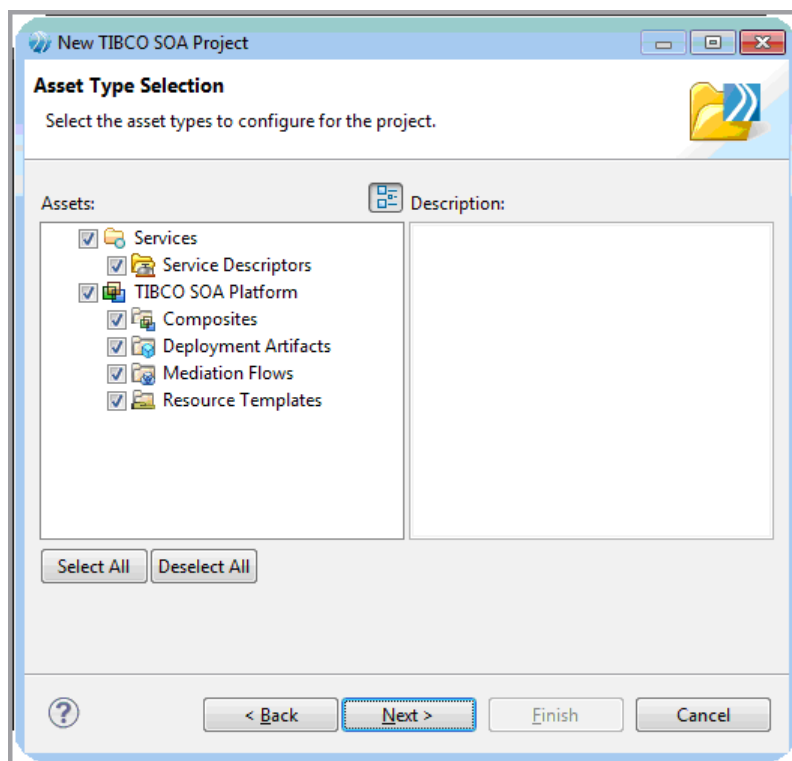 New TIBCO SOA Project
Asset Type Selection
Select the asset types to configure for the project.
Assets:
Description:
Services
Service Descriptors
TIBCO SOA Platform
Composites
Deployment Artifacts
Mediation Flows
Resource Templates
Select All
Deselect All
?
< Back
Next >
Finish
Cancel